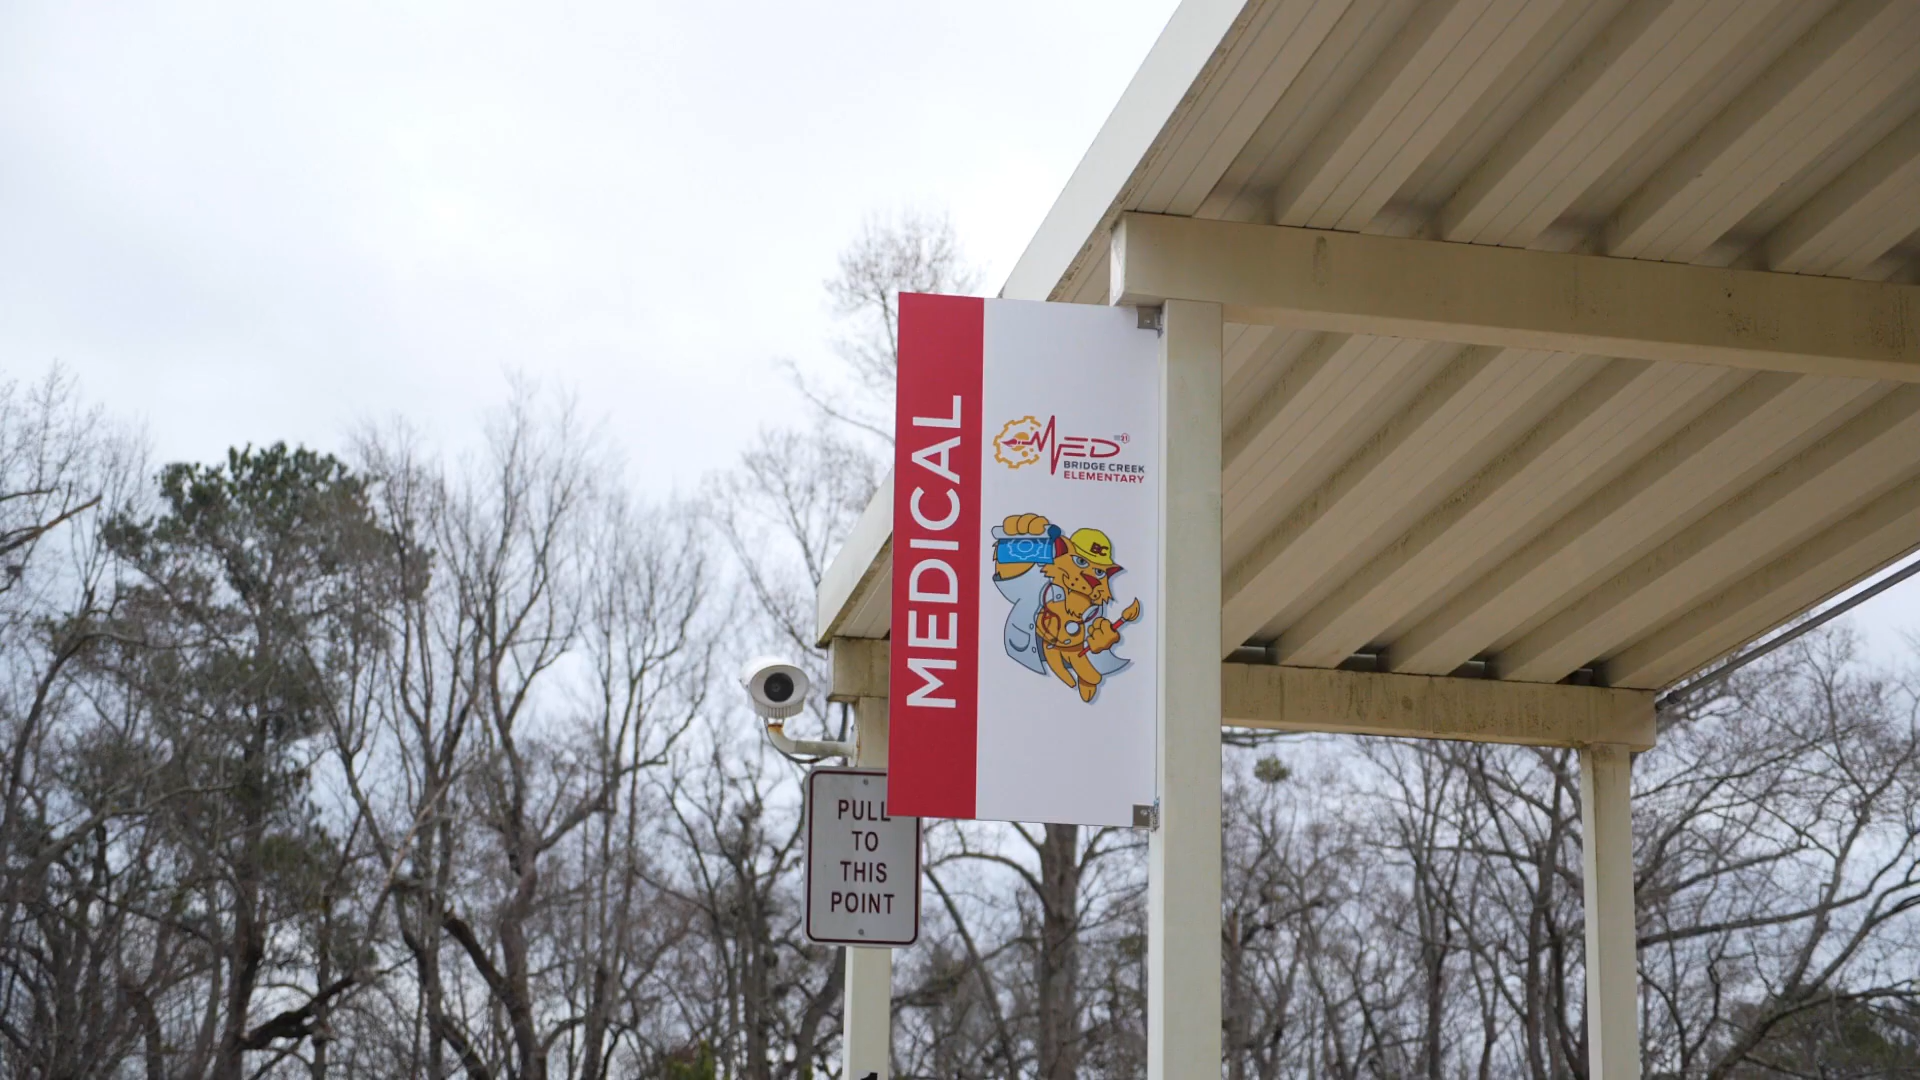 MEDICAL
MED
BRIDGE CREEK
ELEMENTARY
BC
PULL
TO
THIS
POINT